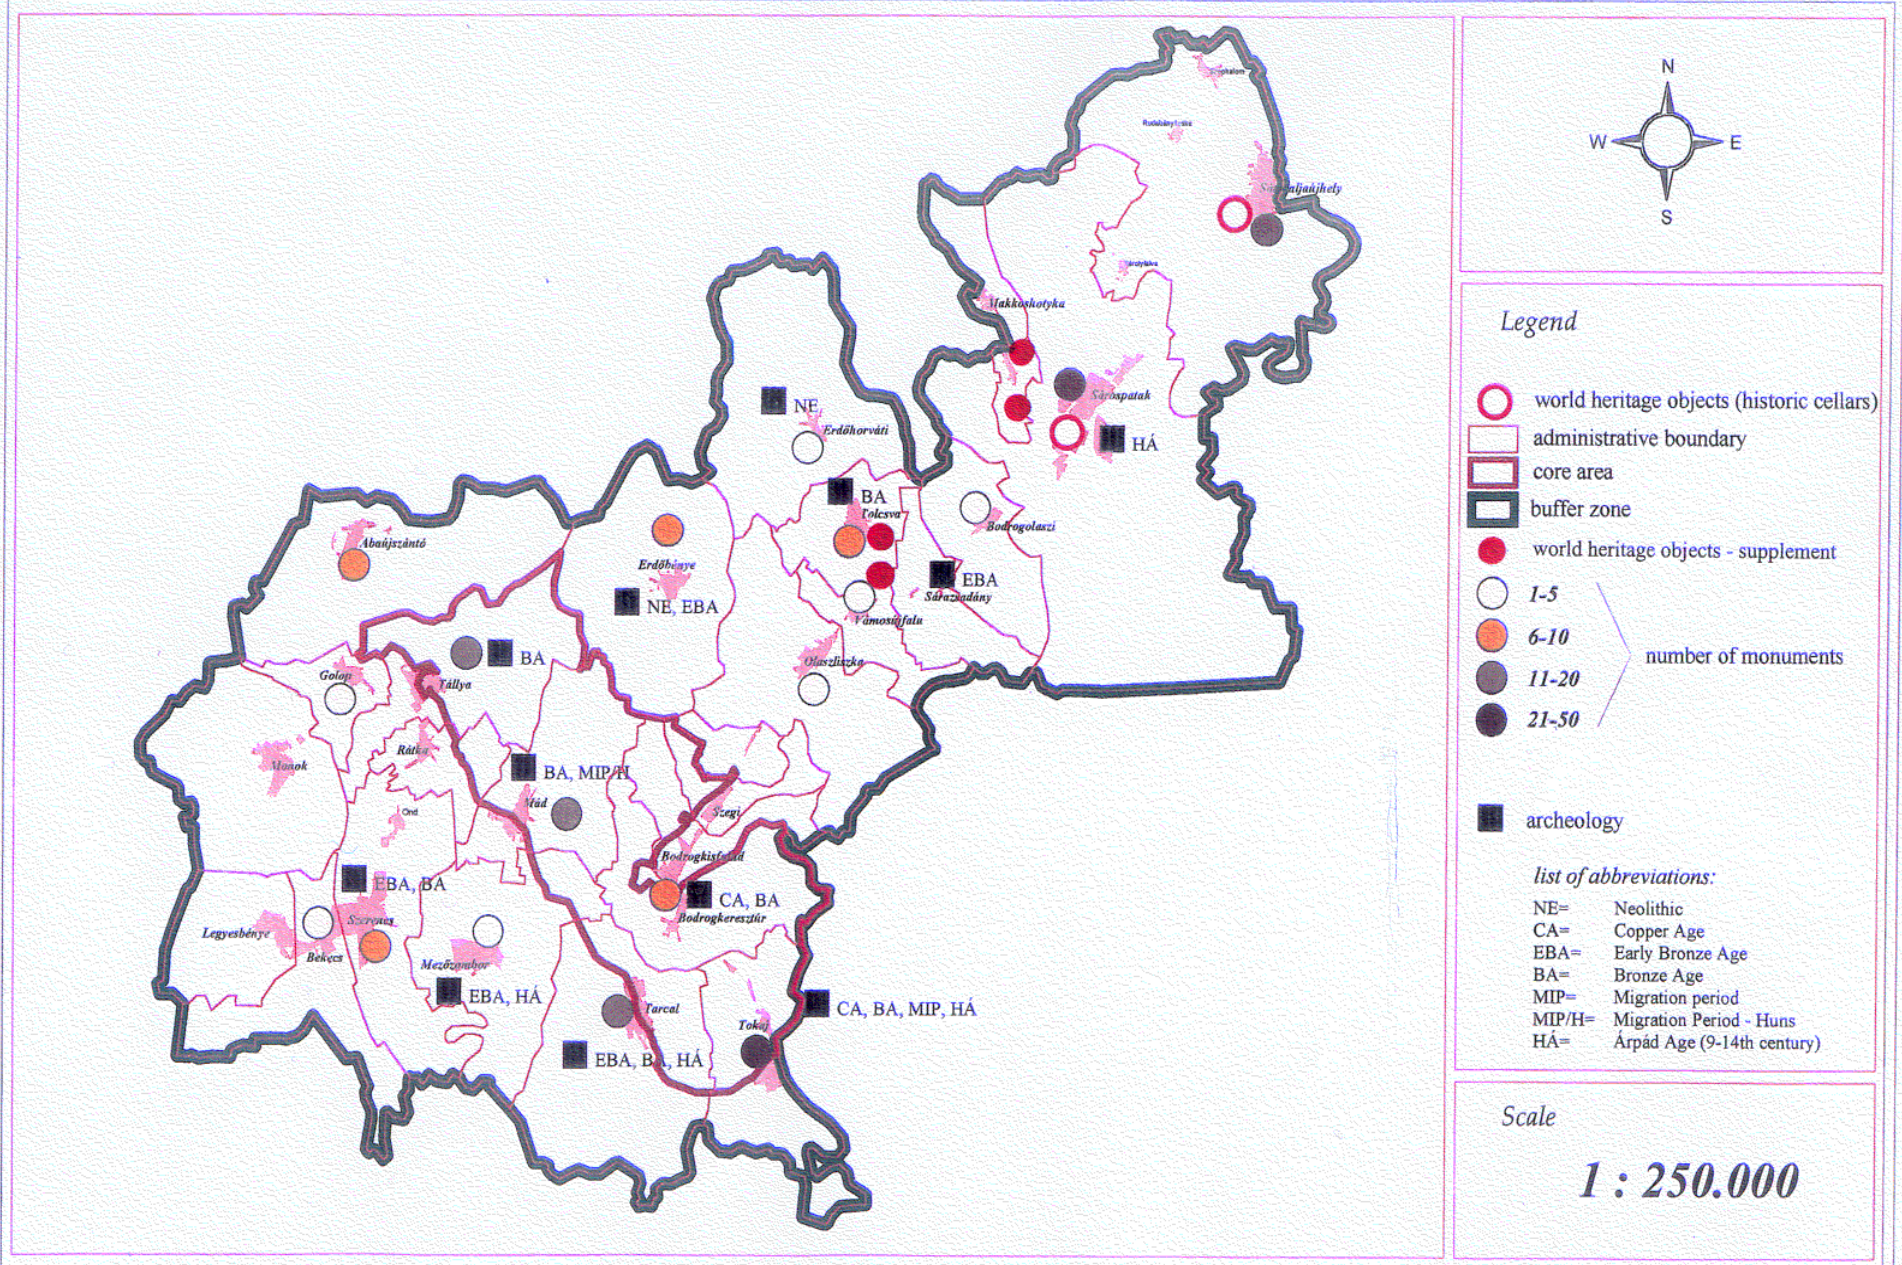 N
W
E
S
Legend
world heritage objects (historic cellars)
administrative boundary
core area
buffer zone
world heritage objects - supplement
1-5
6-10
11-20
21-50
number of monuments
archeology
list of abbreviations:
NE= Neolithic
CA= Copper Age
EBA= Early Bronze Age
BA= Bronze Age
MIP= Migration period
MIP/H= Migration Period - Huns
HÁ= Árpád Age (9-14th century)
Scale
1 : 250.000
Makkoshotyka
Sárospatak
HÁ
NE
Erdőhorváti
BA
Tolcsva
Bodrogolaszi
Abaújszántó
Erdőbénye
NE, EBA
EBA
Sárazsadány
Vámosújfalu
Olaszliszka
BA
Golop
Tállya
Rátka
Monok
BA, MIP/H
Mád
Ond
Szegi
Bodrogkisfalud
EBA, BA
CA, BA
Bodrogkeresztúr
Szerencs
Legyesbénye
Bekecs
Mezőzombor
EBA, HÁ
Tarcal
CA, BA, MIP, HÁ
Tokaj
EBA, BA, HÁ